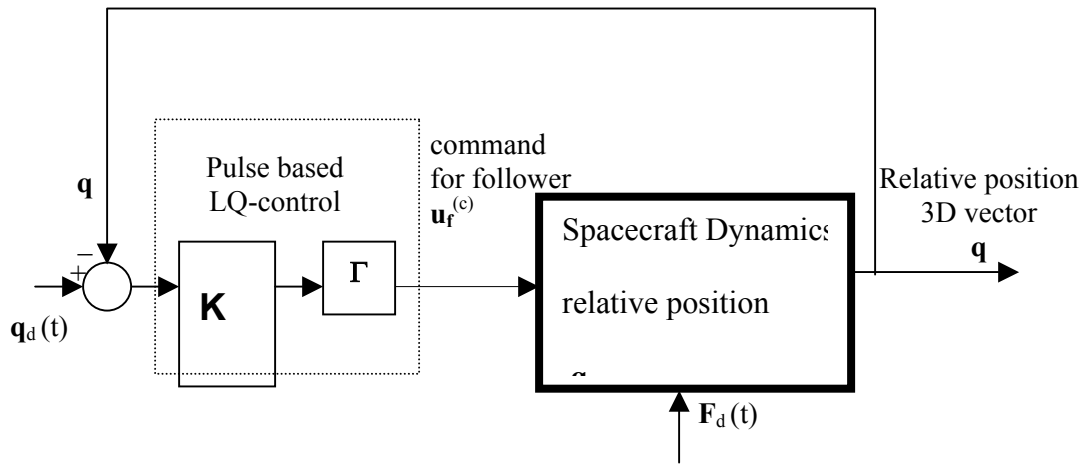 q
Pulse based
LQ-control
command
for follower
u_f^(c)
Relative position
3D vector
q
−
+
q_d (t)
K
Γ
Spacecraft Dynamics
relative position
F_d (t)